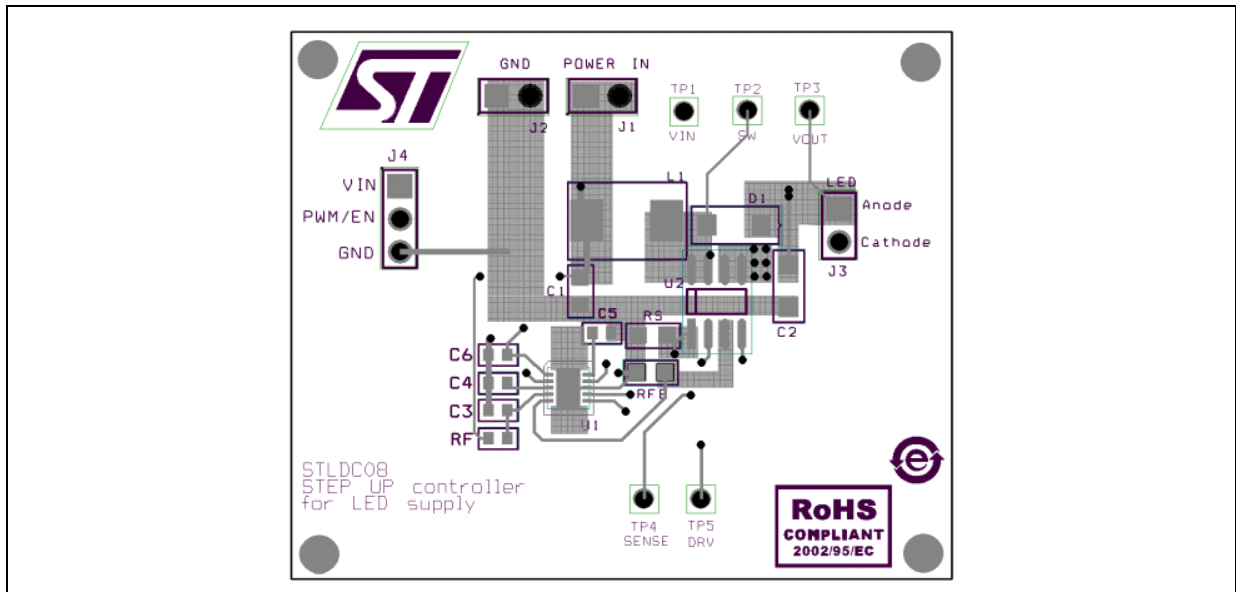 ST
GND
POWER IN
J2
J1
TP1
VIN
TP2
SW
TP3
VOUT
J4
VIN
PWM/EN
GND
L1
D1
LED
Anode
Cathode
J3
C1
U2
C2
C5
RS
C6
C4
C3
RF
RFB
U1
STLDC08
STEP UP controller
for LED supply
TP4
SENSE
TP5
DRV
e
RoHS
COMPLIANT
2002/95/EC